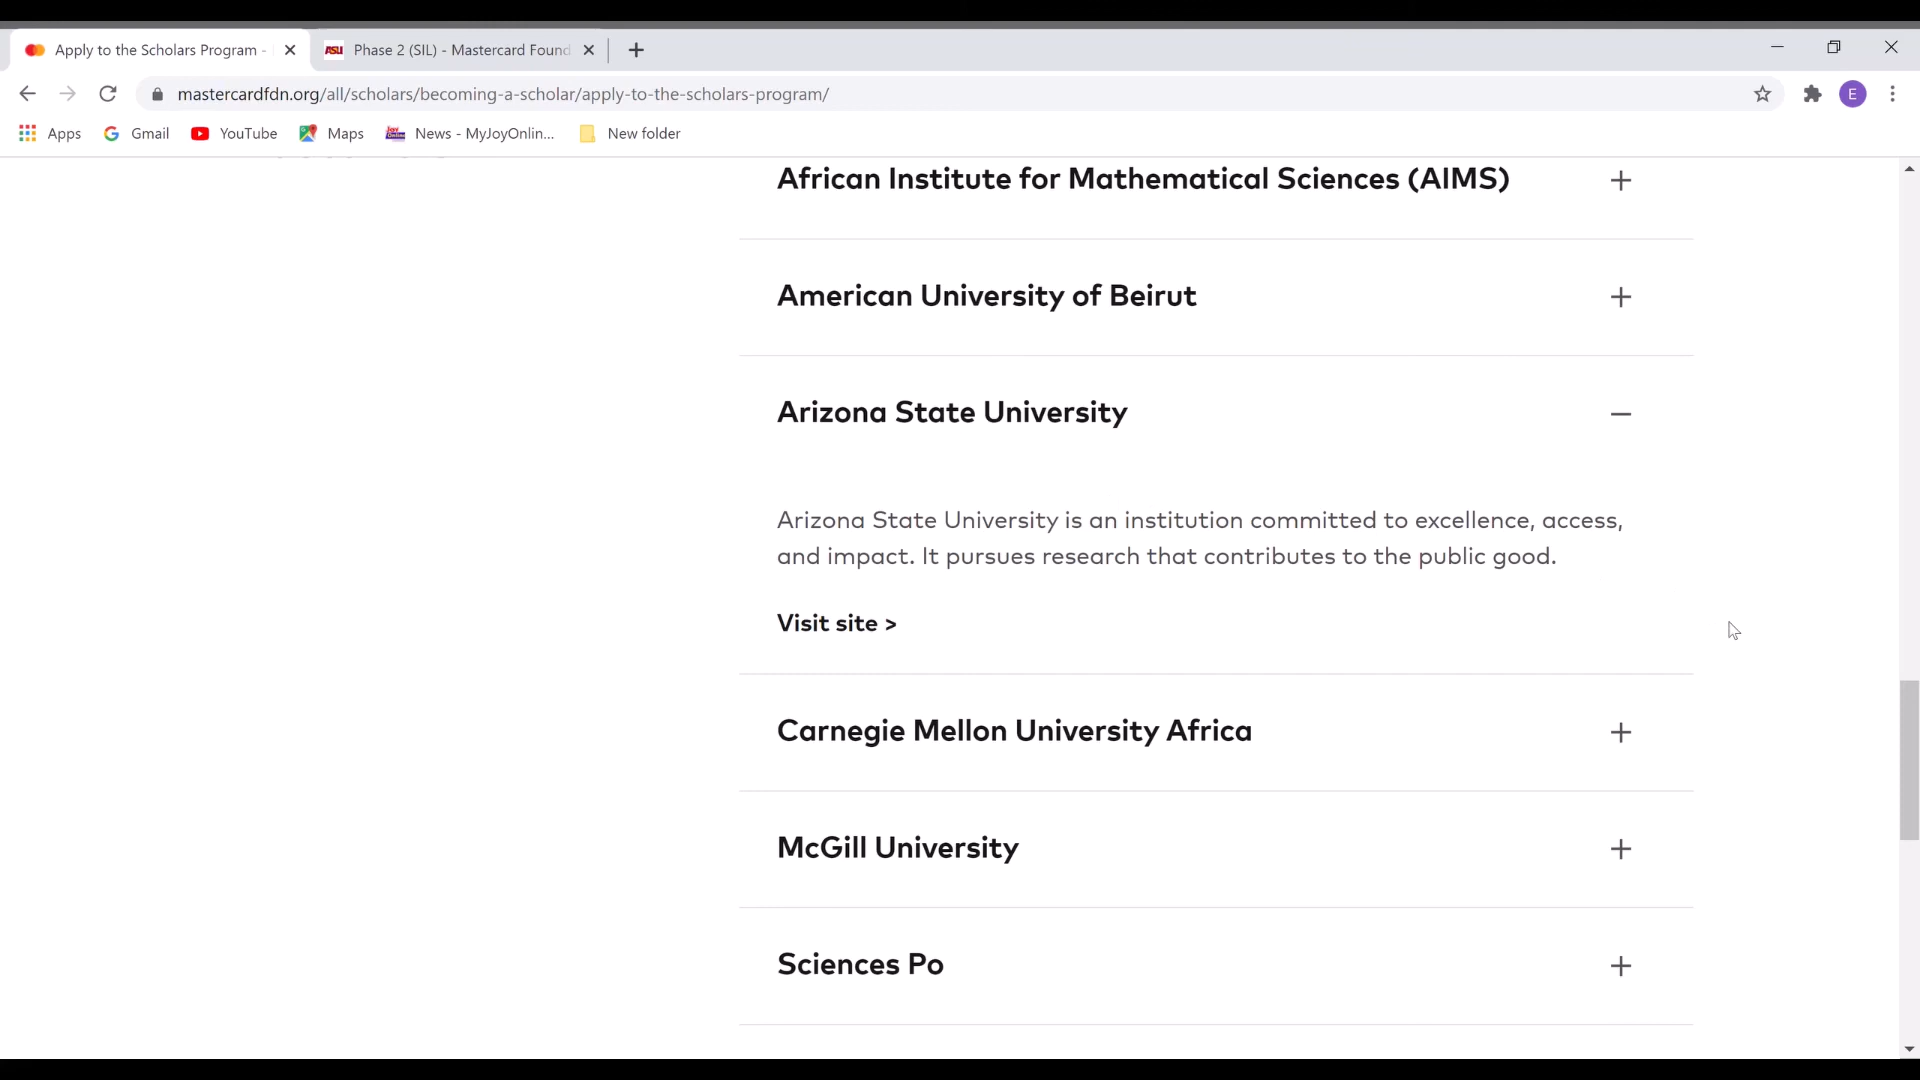 Apply to the Scholars Program -
ASU Phase 2 (SIL) - Mastercard Found
mastercardfdn.org/all/scholars/becoming-a-scholar/apply-to-the-scholars-program/
E
Apps Gmail YouTube Maps News - MyJoyOnlin... New folder
African Institute for Mathematical Sciences (AIMS)
American University of Beirut
Arizona State University
Arizona State University is an institution committed to excellence, access,
and impact. It pursues research that contributes to the public good.
Visit site >
Carnegie Mellon University Africa
McGill University
Sciences Po